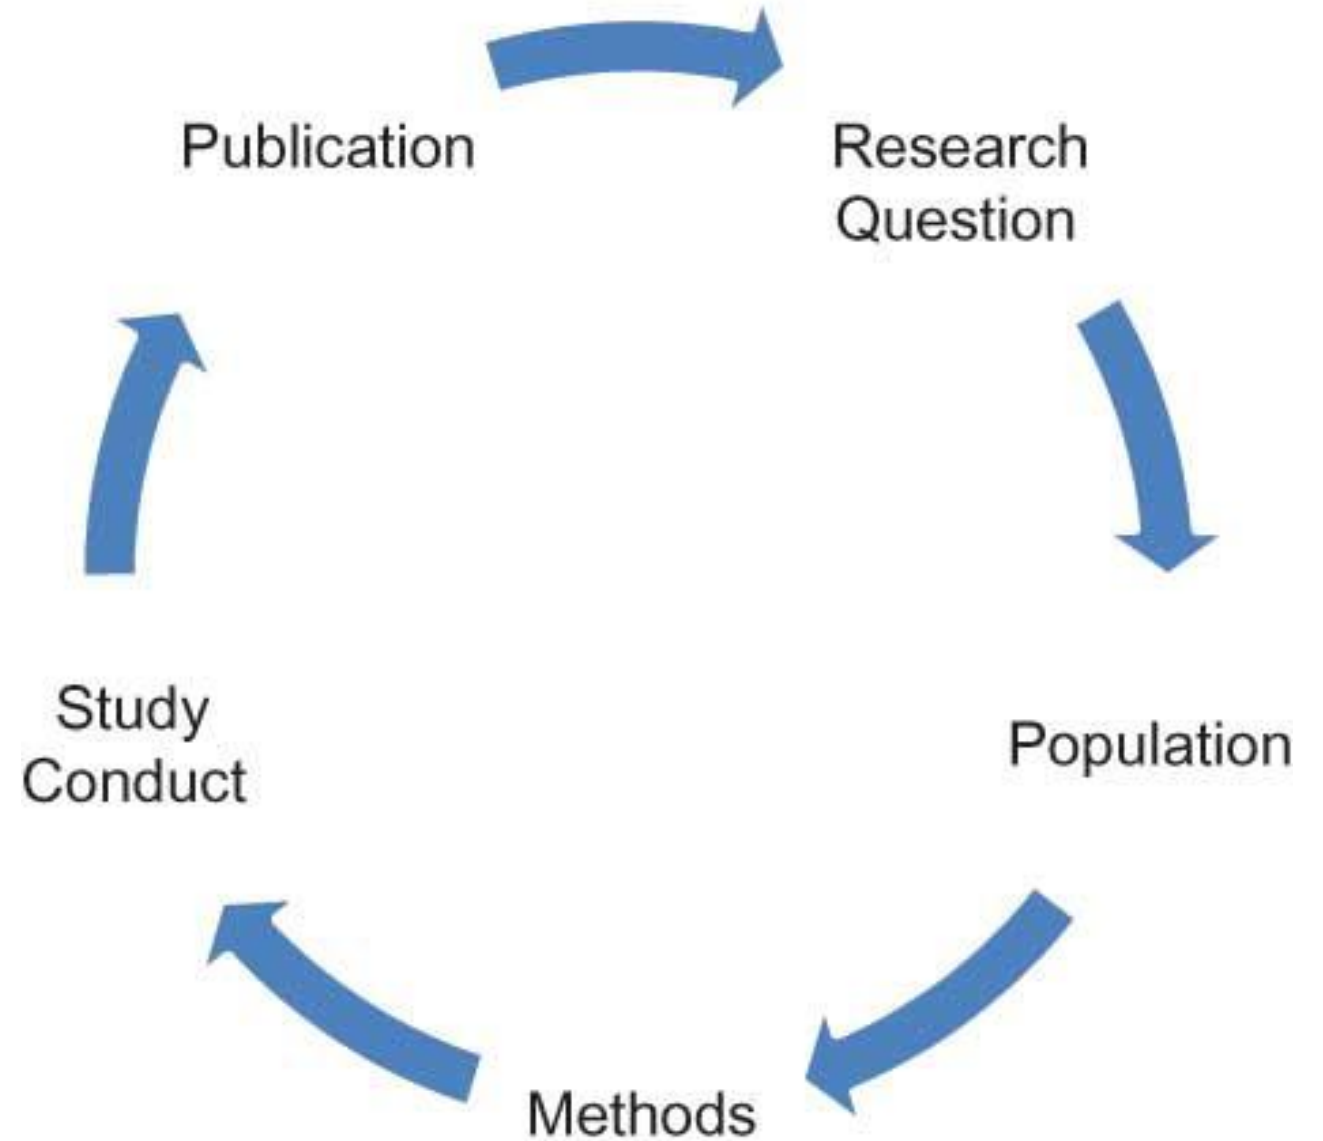 Publication
Research
Question
Population
Methods
Study
Conduct